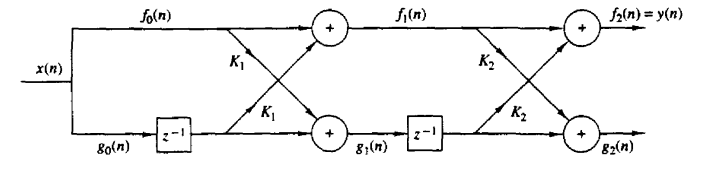 f₀(n) f₁(n) f₂(n) = y(n)
+ +
K₁ K₂
x(n)
K₁ K₂
g₀(n) z⁻¹ + g₁(n) z⁻¹ + g₂(n)